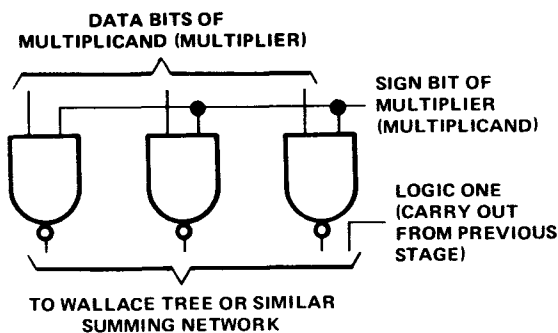 DATA BITS OF
MULTIPLICAND (MULTIPLIER)
SIGN BIT OF
MULTIPLIER
(MULTIPLICAND)
LOGIC ONE
(CARRY OUT
FROM PREVIOUS
STAGE)
TO WALLACE TREE OR SIMILAR
SUMMING NETWORK